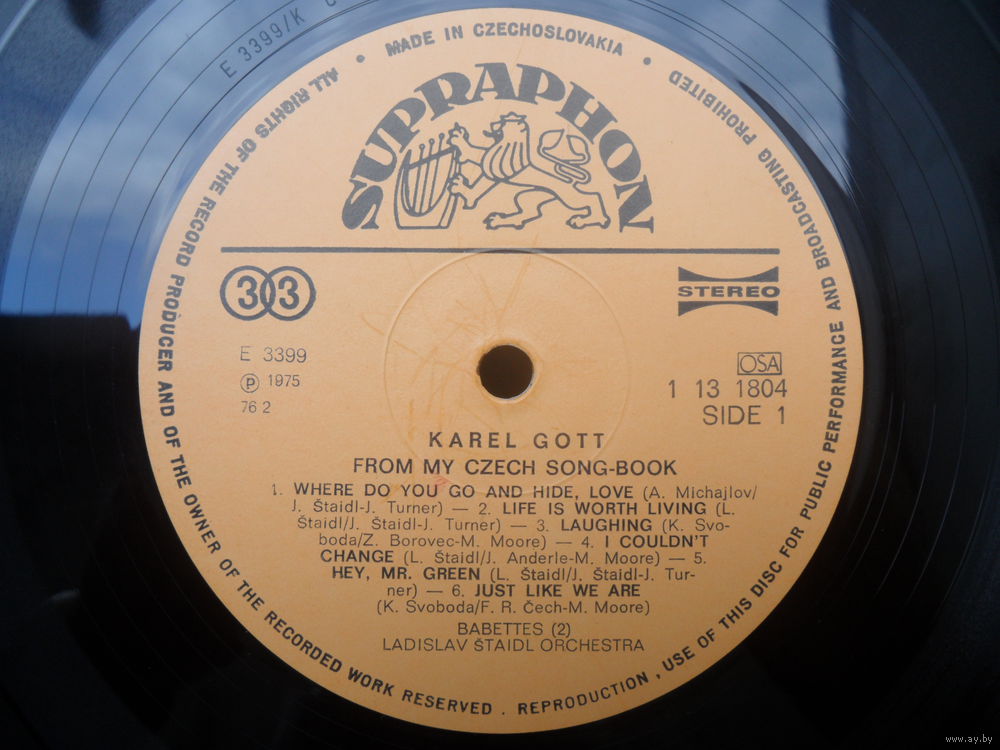 E 3399/K
MADE IN CZECHOSLOVAKIA
ALL RIGHTS OF THE RECORD PRODUCER AND OF THE OWNER OF THE RECORDED WORK RESERVED . REPRODUCTION , USE OF THIS DISC FOR PUBLIC PERFORMANCE AND BROADCASTING PROHIBITED
SUPRAPHON
33
STEREO
E 3399
Ⓟ 1975
76 2
OSA
1 13 1804
SIDE 1
KAREL GOTT
FROM MY CZECH SONG-BOOK
1. WHERE DO YOU GO AND HIDE, LOVE (A. Michajlov/
J. Štaidl-J. Turner) — 2. LIFE IS WORTH LIVING (L.
Štaidl/J. Štaidl-J. Turner) — 3. LAUGHING (K. Svo-
boda/Z. Borovec-M. Moore) — 4. I COULDN'T
CHANGE (L. Štaidl/J. Anderle-M. Moore) — 5.
HEY, MR. GREEN (L. Štaidl/J. Štaidl-J. Tur-
ner) — 6. JUST LIKE WE ARE
(K. Svoboda/F. R. Čech-M. Moore)
BABETTES (2)
LADISLAV ŠTAIDL ORCHESTRA
www.ay.by